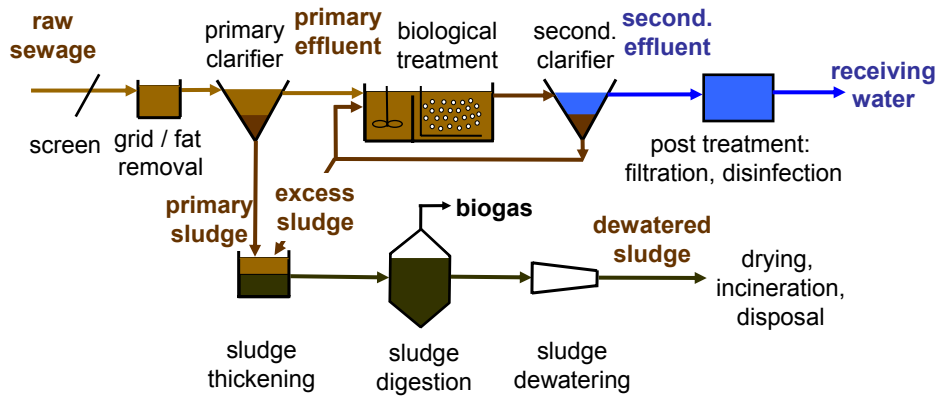 raw
sewage
screen
grid / fat
removal
primary
clarifier
primary
effluent
biological
treatment
second.
clarifier
second.
effluent
receiving
water
post treatment:
filtration, disinfection
primary
sludge
excess
sludge
biogas
dewatered
sludge
drying,
incineration,
disposal
sludge
thickening
sludge
digestion
sludge
dewatering